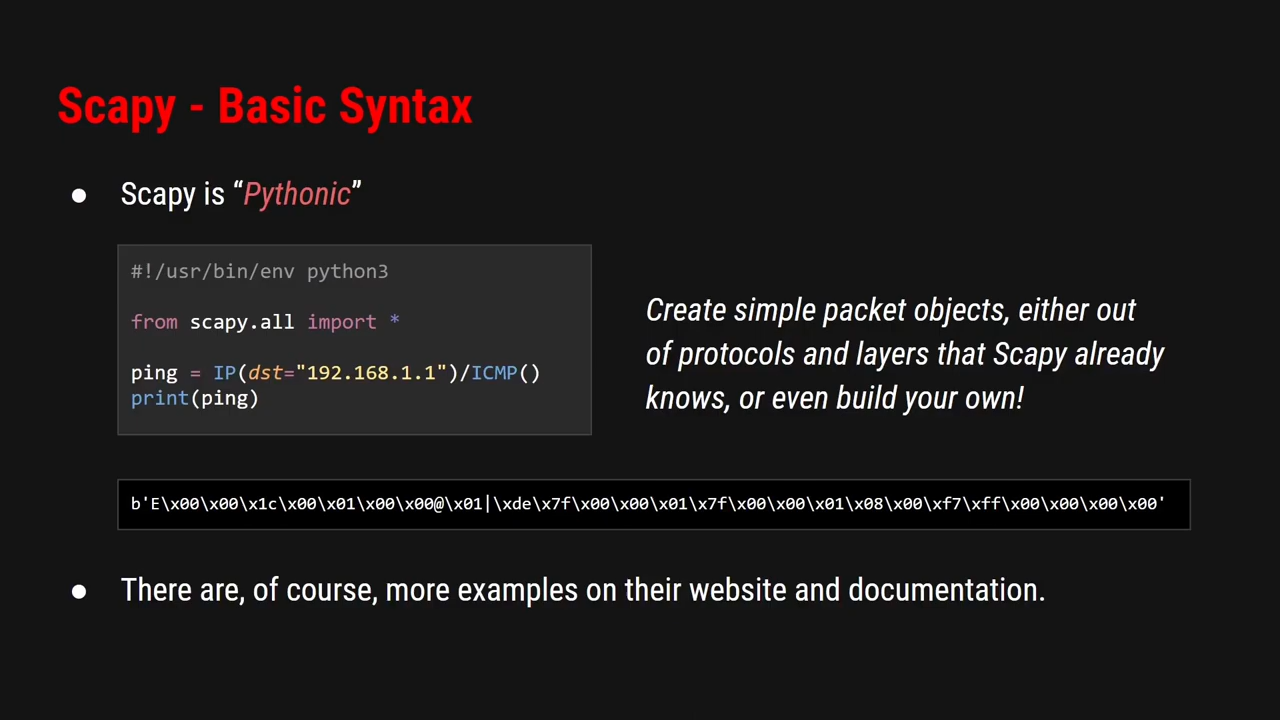 Scapy - Basic Syntax
● Scapy is “Pythonic”
#!/usr/bin/env python3
from scapy.all import *
ping = IP(dst="192.168.1.1")/ICMP()
print(ping)
Create simple packet objects, either out
of protocols and layers that Scapy already
knows, or even build your own!
b'E\x00\x00\x1c\x00\x01\x00\x00@\x01|\xde\x7f\x00\x00\x01\x7f\x00\x00\x01\x08\x00\xf7\xff\x00\x00\x00\x00'
● There are, of course, more examples on their website and documentation.